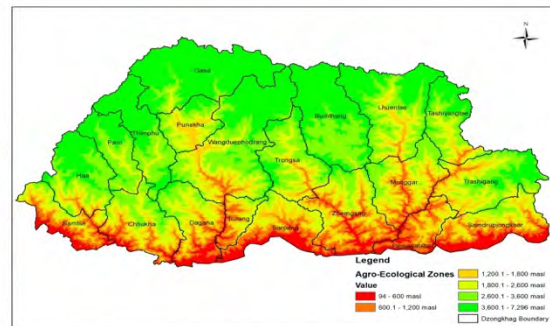 N
Gasa
Punakha
Lhuentse
Bumthang
Trashiyangtse
Thimphu
Wangduephodrang
Paro
Trongsa
Haa
Monggar
Trashigang
Samtse
Chhukha
Dagana
Tsirang
Sarpang
Zhemgang
Samdrupjongkhar
Legend
Agro-Ecological Zones
Value
94 - 600 masl
600.1 - 1,200 masl
1,200.1 - 1,800 masl
1,800.1 - 2,600 masl
2,600.1 - 3,600 masl
3,600.1 - 7,296 masl
Dzongkhag Boundary